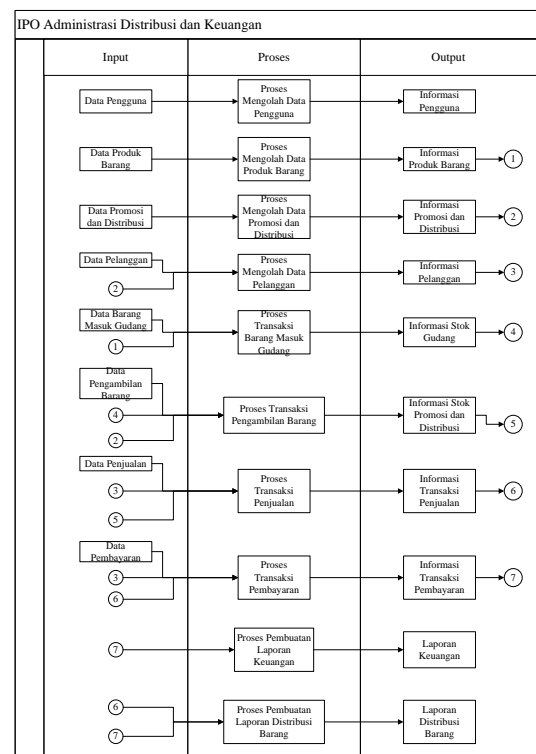 IPO Administrasi Distribusi dan Keuangan
Input
Proses
Output
Data Pengguna
Proses
Mengolah Data
Pengguna
Informasi
Pengguna
Data Produk
Barang
Proses
Mengolah Data
Produk Barang
Informasi
Produk Barang
1
Data Promosi
dan Distribusi
Proses
Mengolah Data
Promosi dan
Distribusi
Informasi
Promosi dan
Distribusi
2
Data Pelanggan
2
Proses
Mengolah Data
Pelanggan
Informasi
Pelanggan
3
Data Barang
Masuk Gudang
1
Proses
Transaksi
Barang Masuk
Gudang
Informasi Stok
Gudang
4
Data
Pengambilan
Barang
4
2
Proses Transaksi
Pengambilan Barang
Informasi Stok
Promosi dan
Distribusi
5
Data Penjualan
3
5
Proses
Transaksi
Penjualan
Informasi
Transaksi
Penjualan
6
Data
Pembayaran
3
6
Proses
Transaksi
Pembayaran
Informasi
Transaksi
Pembayaran
7
7
Proses Pembuatan
Laporan
Keuangan
Laporan
Keuangan
6
7
Proses Pembuatan
Laporan Distribusi
Barang
Laporan
Distribusi
Barang